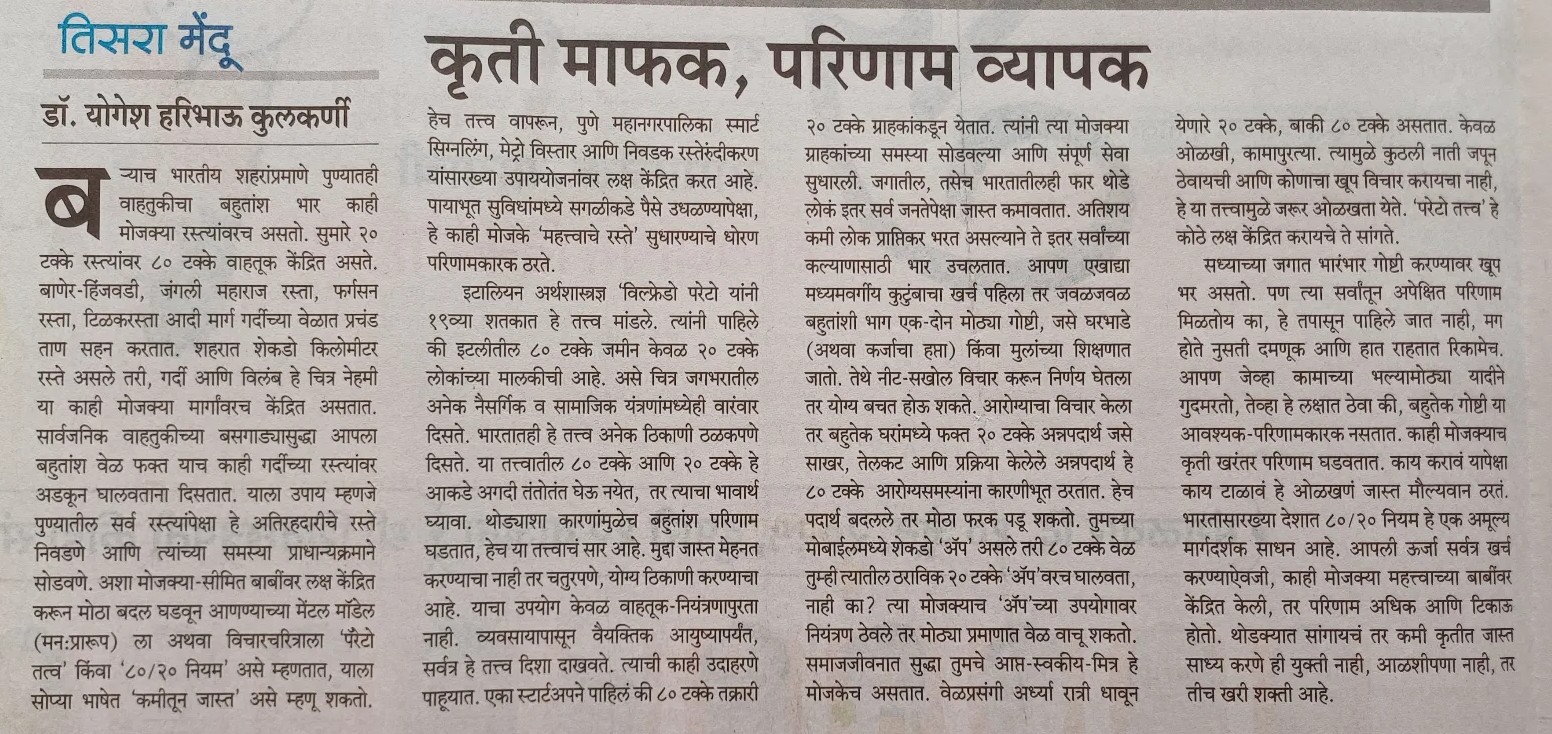 तिसरा मेंदू
डॉ. योगेश हरिभाऊ कुलकर्णी
कृती माफक, परिणाम व्यापक
बऱ्याच भारतीय शहरांप्रमाणे पुण्यातही
वाहतुकीचा बहुतांश भार काही
मोजक्या रस्त्यांवरच असतो. सुमारे २०
टक्के रस्त्यांवर ८० टक्के वाहतूक केंद्रित असते.
बाणेर-हिंजवडी, जंगली महाराज रस्ता, फर्गसन
रस्ता, टिळकरस्ता आदी मार्ग गर्दीच्या वेळात प्रचंड
ताण सहन करतात. शहरात शेकडो किलोमीटर
रस्ते असले तरी, गर्दी आणि विलंब हे चित्र नेहमी
या काही मोजक्या मार्गांवरच केंद्रित असतात.
सार्वजनिक वाहतुकीच्या बसगाड्यासुद्धा आपला
बहुतांश वेळ फक्त याच काही गर्दीच्या रस्त्यांवर
अडकून घालवताना दिसतात. याला उपाय म्हणजे
पुण्यातील सर्व रस्त्यांपेक्षा हे अतिरहदारीचे रस्ते
निवडणे आणि त्यांच्या समस्या प्राधान्यक्रमाने
सोडवणे. अशा मोजक्या-सीमित बाबींवर लक्ष केंद्रित
करून मोठा बदल घडवून आणण्याच्या मेंटल मॉडेल
(मन:प्रारूप) ला अथवा विचारचरित्राला ‘पॅरेटो
तत्व’ किंवा ‘८०/२० नियम’ असे म्हणतात, याला
सोप्या भाषेत ‘कमीतून जास्त’ असे म्हणू शकतो.
हेच तत्त्व वापरून, पुणे महानगरपालिका स्मार्ट
सिग्नलिंग, मेट्रो विस्तार आणि निवडक रस्तेरुंदीकरण
यांसारख्या उपाययोजनांवर लक्ष केंद्रित करत आहे.
पायाभूत सुविधांमध्ये सगळीकडे पैसे उधळण्यापेक्षा,
हे काही मोजके ‘महत्त्वाचे रस्ते’ सुधारण्याचे धोरण
परिणामकारक ठरते.
इटालियन अर्थशास्त्रज्ञ ‘विल्फ्रेडो परेटो यांनी
१९व्या शतकात हे तत्त्व मांडले. त्यांनी पाहिले
की इटलीतील ८० टक्के जमीन केवळ २० टक्के
लोकांच्या मालकीची आहे. असे चित्र जगभरातील
अनेक नैसर्गिक व सामाजिक यंत्रणांमध्येही वारंवार
दिसते. भारतातही हे तत्त्व अनेक ठिकाणी ठळकपणे
दिसते. या तत्त्वातील ८० टक्के आणि २० टक्के हे
आकडे अगदी तंतोतंत घेऊ नयेत, तर त्याचा भावार्थ
घ्यावा. थोड्याशा कारणांमुळेच बहुतांश परिणाम
घडतात, हेच या तत्त्वाचं सार आहे. मुद्दा जास्त मेहनत
करण्याचा नाही तर चतुरपणे, योग्य ठिकाणी करण्याचा
आहे. याचा उपयोग केवळ वाहतूक-नियंत्रणापुरता
नाही. व्यवसायापासून वैयक्तिक आयुष्यापर्यंत,
सर्वत्र हे तत्त्व दिशा दाखवते. त्याची काही उदाहरणे
पाहूयात. एका स्टार्टअपने पाहिलं की ८० टक्के तक्रारी
२० टक्के ग्राहकांकडून येतात. त्यांनी त्या मोजक्या
ग्राहकांच्या समस्या सोडवल्या आणि संपूर्ण सेवा
सुधारली. जगातील, तसेच भारतातीलही फार थोडे
लोकं इतर सर्व जनतेपेक्षा जास्त कमावतात. अतिशय
कमी लोक प्राप्तिकर भरत असल्याने ते इतर सर्वांच्या
कल्याणासाठी भार उचलतात. आपण एखाद्या
मध्यमवर्गीय कुटुंबाचा खर्च पहिला तर जवळजवळ
बहुतांशी भाग एक-दोन मोठ्या गोष्टी, जसे घरभाडे
(अथवा कर्जाचा हप्ता) किंवा मुलांच्या शिक्षणात
जातो. तेथे नीट-सखोल विचार करून निर्णय घेतला
तर योग्य बचत होऊ शकते. आरोग्याचा विचार केला
तर बहुतेक घरांमध्ये फक्त २० टक्के अन्नपदार्थ जसे
साखर, तेलकट आणि प्रक्रिया केलेले अन्नपदार्थ हे
८० टक्के आरोग्यसमस्यांना कारणीभूत ठरतात. हेच
पदार्थ बदलले तर मोठा फरक पडू शकतो. तुमच्या
मोबाईलमध्ये शेकडो ‘ॲप’ असले तरी ८० टक्के वेळ
तुम्ही त्यातील ठराविक २० टक्के ‘ॲप’वरच घालवता,
नाही का? त्या मोजक्याच ‘ॲप’च्या उपयोगावर
नियंत्रण ठेवले तर मोठ्या प्रमाणात वेळ वाचू शकतो.
समाजजीवनात सुद्धा तुमचे आप्त-स्वकीय-मित्र हे
मोजकेच असतात. वेळप्रसंगी अर्ध्या रात्री धावून
येणारे २० टक्के, बाकी ८० टक्के असतात. केवळ
ओळखी, कामापुरत्या. त्यामुळे कुठली नाती जपून
ठेवायची आणि कोणाचा खूप विचार करायचा नाही,
हे या तत्त्वामुळे जरूर ओळखता येते. ‘परेटो तत्त्व’ हे
कोठे लक्ष केंद्रित करायचे ते सांगते.
सध्याच्या जगात भारंभार गोष्टी करण्यावर खूप
भर असतो. पण त्या सर्वांतून अपेक्षित परिणाम
मिळतोय का, हे तपासून पाहिले जात नाही, मग
होते नुसती दमणूक आणि हात राहतात रिकामेच.
आपण जेव्हा कामाच्या भल्यामोठ्या यादीने
गुदमरतो, तेव्हा हे लक्षात ठेवा की, बहुतेक गोष्टी या
आवश्यक-परिणामकारक नसतात. काही मोजक्याच
कृती खरंतर परिणाम घडवतात. काय करावं यापेक्षा
काय टाळावं हे ओळखणं जास्त मौल्यवान ठरतं.
भारतासारख्या देशात ८०/२० नियम हे एक अमूल्य
मार्गदर्शक साधन आहे. आपली ऊर्जा सर्वत्र खर्च
करण्याऐवजी, काही मोजक्या महत्त्वाच्या बाबींवर
केंद्रित केली, तर परिणाम अधिक आणि टिकाऊ
होतो. थोडक्यात सांगायचं तर कमी कृतीत जास्त
साध्य करणे ही युक्ती नाही, आळशीपणा नाही, तर
तीच खरी शक्ती आहे.